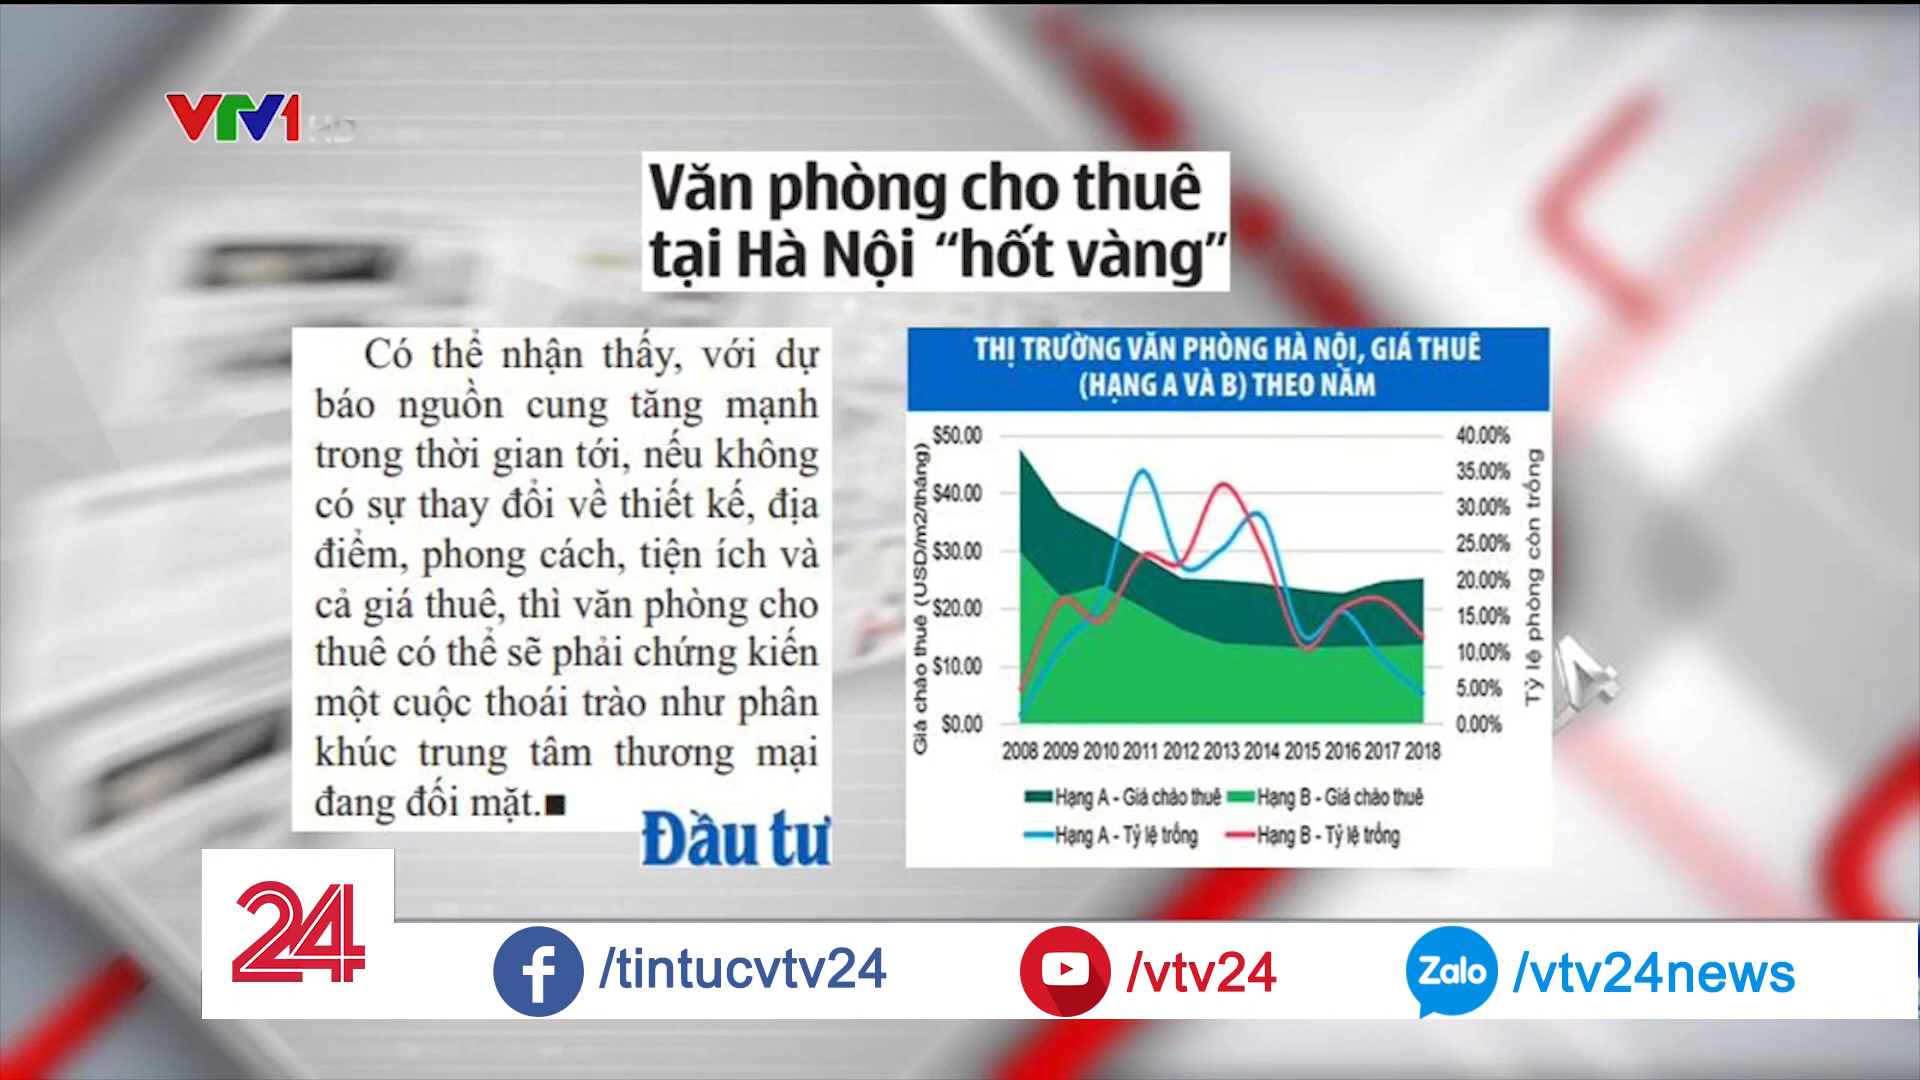 VTV1 HD
Văn phòng cho thuê
tại Hà Nội “hốt vàng”
Có thể nhận thấy, với dự
báo nguồn cung tăng mạnh
trong thời gian tới, nếu không
có sự thay đổi về thiết kế, địa
điểm, phong cách, tiện ích và
cả giá thuê, thì văn phòng cho
thuê có thể sẽ phải chứng kiến
một cuộc thoái trào như phân
khúc trung tâm thương mại
đang đối mặt.■
Đầu tư
THỊ TRƯỜNG VĂN PHÒNG HÀ NỘI, GIÁ THUÊ
(HẠNG A VÀ B) THEO NĂM
Giá chào thuê (USD/m2/tháng)
$50.00
$40.00
$30.00
$20.00
$10.00
$0.00
40.00%
35.00%
30.00%
25.00%
20.00%
15.00%
10.00%
5.00%
0.00%
Tỷ lệ phòng còn trống
2008 2009 2010 2011 2012 2013 2014 2015 2016 2017 2018
Hạng A - Giá chào thuê Hạng B - Giá chào thuê
Hạng A - Tỷ lệ trống Hạng B - Tỷ lệ trống
24
/tintucvtv24 /vtv24 Zalo /vtv24news